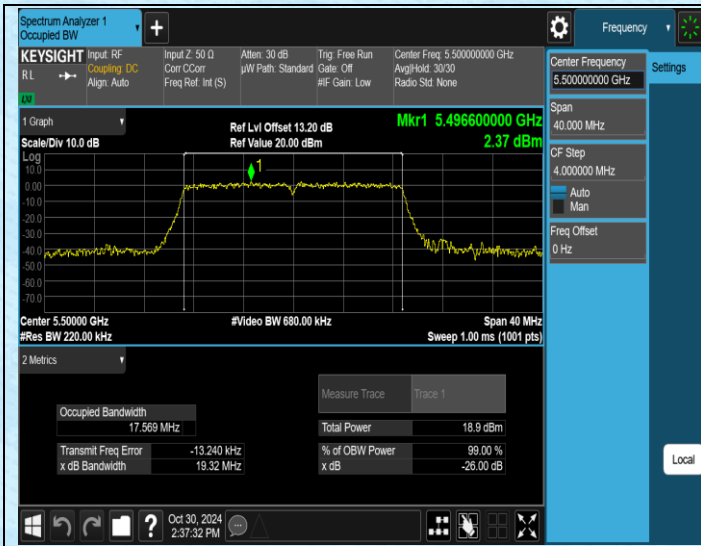 Spectrum Analyzer 1
Occupied BW
Frequency
KEYSIGHT
RL
LXI
Input: RF
Coupling: DC
Align: Auto
Input Z: 50 Ω
Corr CCorr
Freq Ref: Int (S)
Atten: 30 dB
µW Path: Standard
Trig: Free Run
Gate: Off
#IF Gain: Low
Center Freq: 5.500000000 GHz
Avg|Hold: 30/30
Radio Std: None
Center Frequency
5.500000000 GHz
Settings
Span
40.000 MHz
CF Step
4.000000 MHz
Auto
Man
Freq Offset
0 Hz
Local
1 Graph
Scale/Div 10.0 dB
Ref Lvl Offset 13.20 dB
Ref Value 20.00 dBm
Mkr1 5.496600000 GHz
2.37 dBm
Log
10.0
0.00
-10.0
-20.0
-30.0
-40.0
-50.0
-60.0
-70.0
1
Center 5.50000 GHz
#Res BW 220.00 kHz
#Video BW 680.00 kHz
Span 40 MHz
Sweep 1.00 ms (1001 pts)
2 Metrics
Measure Trace
Trace 1
Occupied Bandwidth
17.569 MHz
Total Power
18.9 dBm
Transmit Freq Error
-13.240 kHz
% of OBW Power
99.00 %
x dB Bandwidth
19.32 MHz
x dB
-26.00 dB
Oct 30, 2024
2:37:32 PM